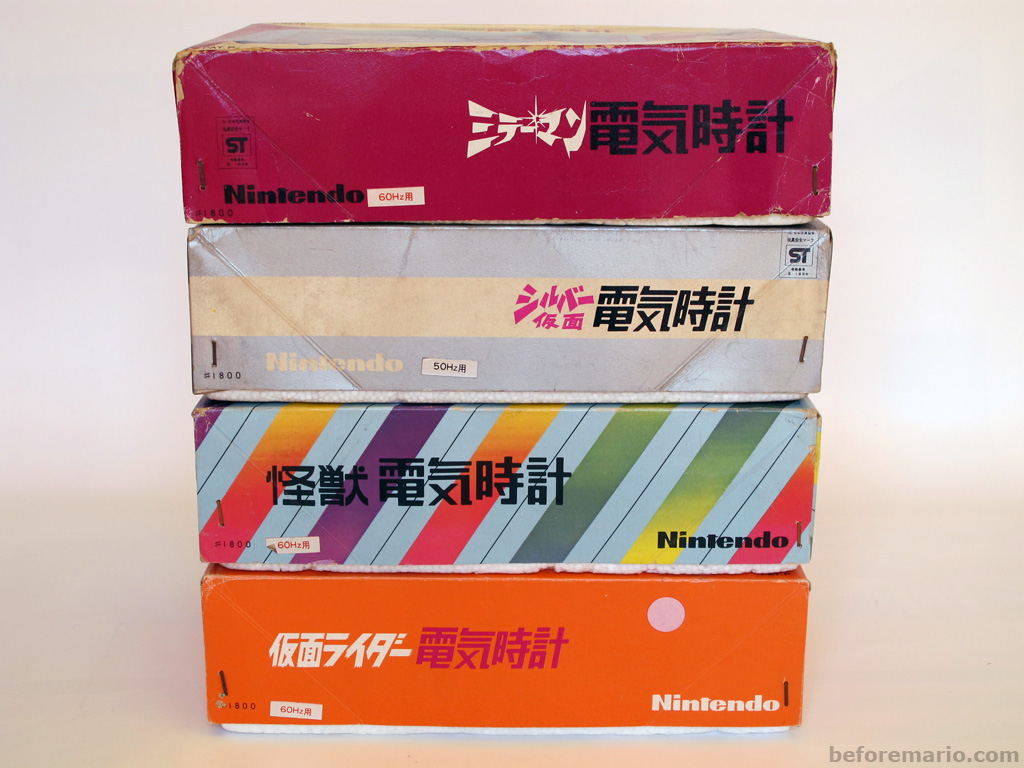 ミラーマン 電気時計
ST
Nintendo 60Hz用
#1800
ST
シルバー仮面 電気時計
Nintendo 50Hz用
#1800
怪獣 電気時計
#1800 60Hz用 Nintendo
仮面ライダー 電気時計
1800 60Hz用 Nintendo
beforemario.com